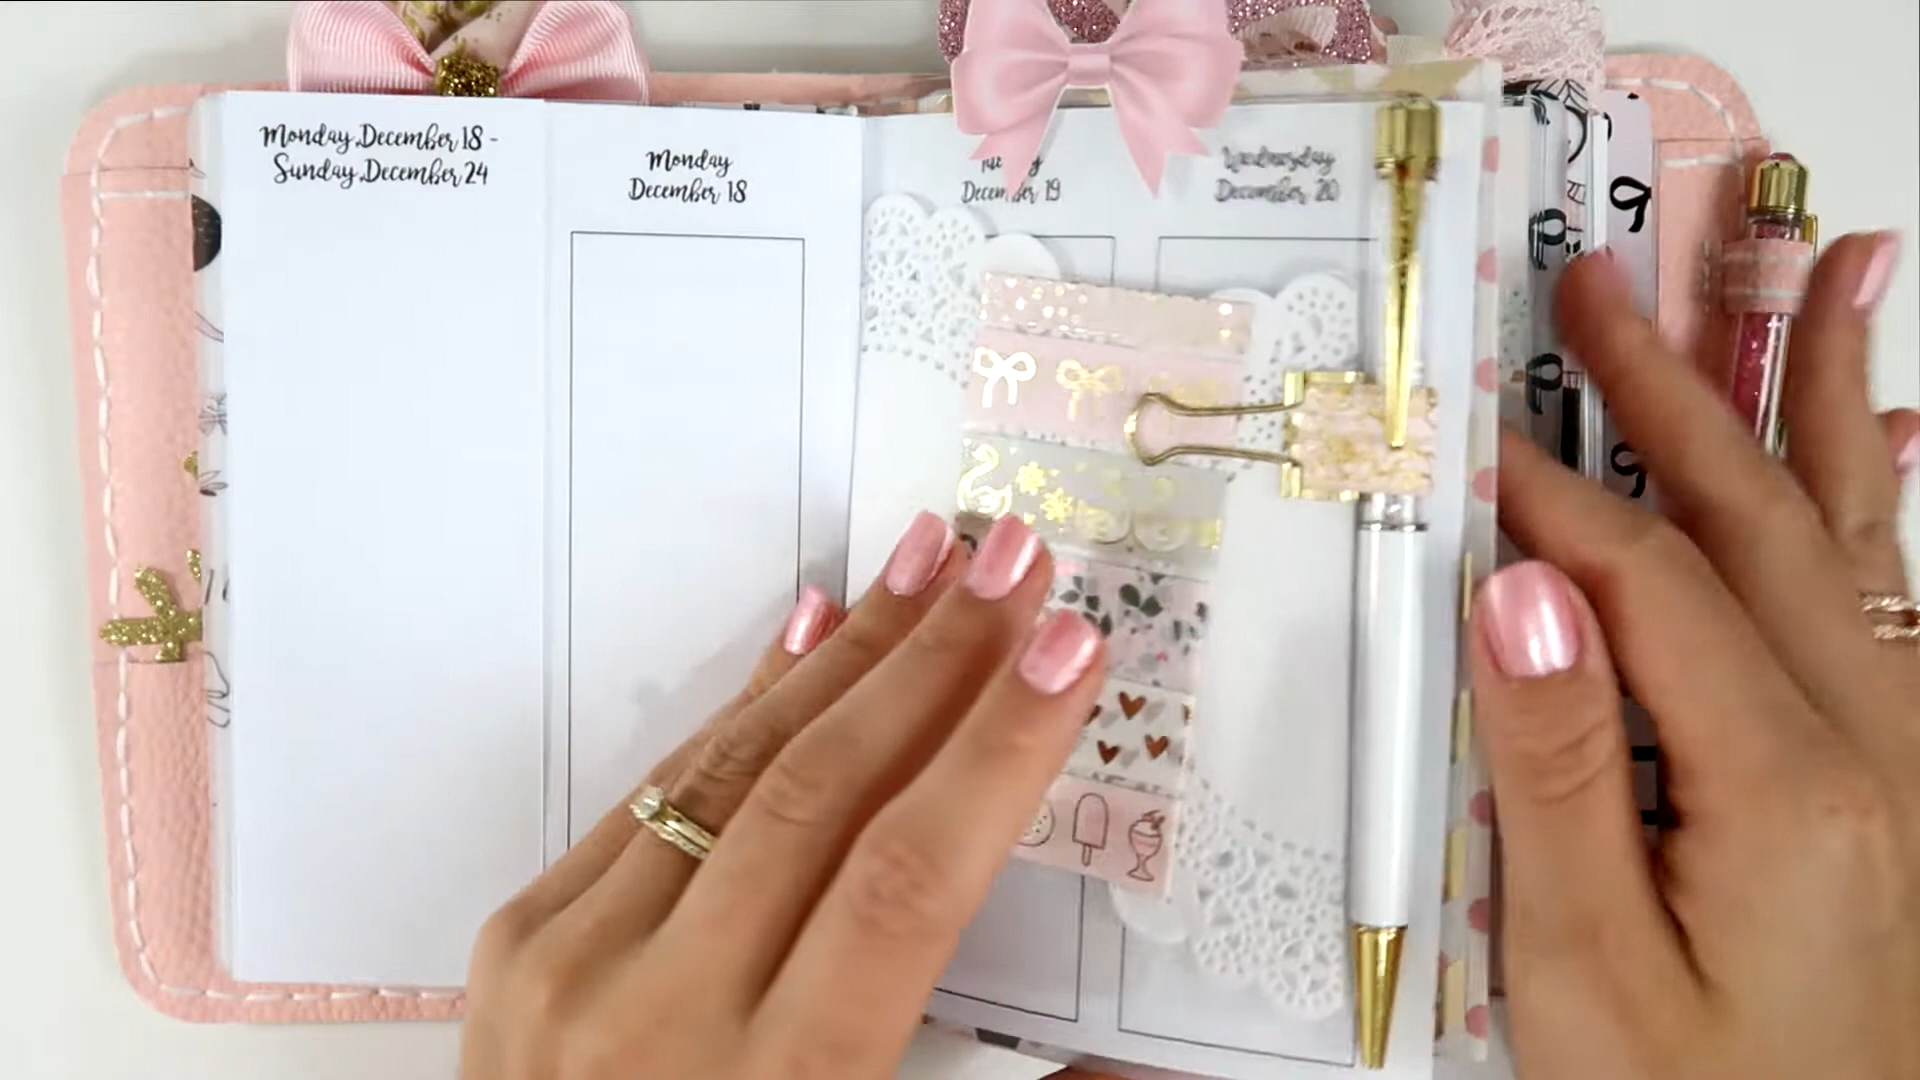 Monday, December 18 -
Sunday, December 24
Monday
December 18
December 19
Wednesday
December 20